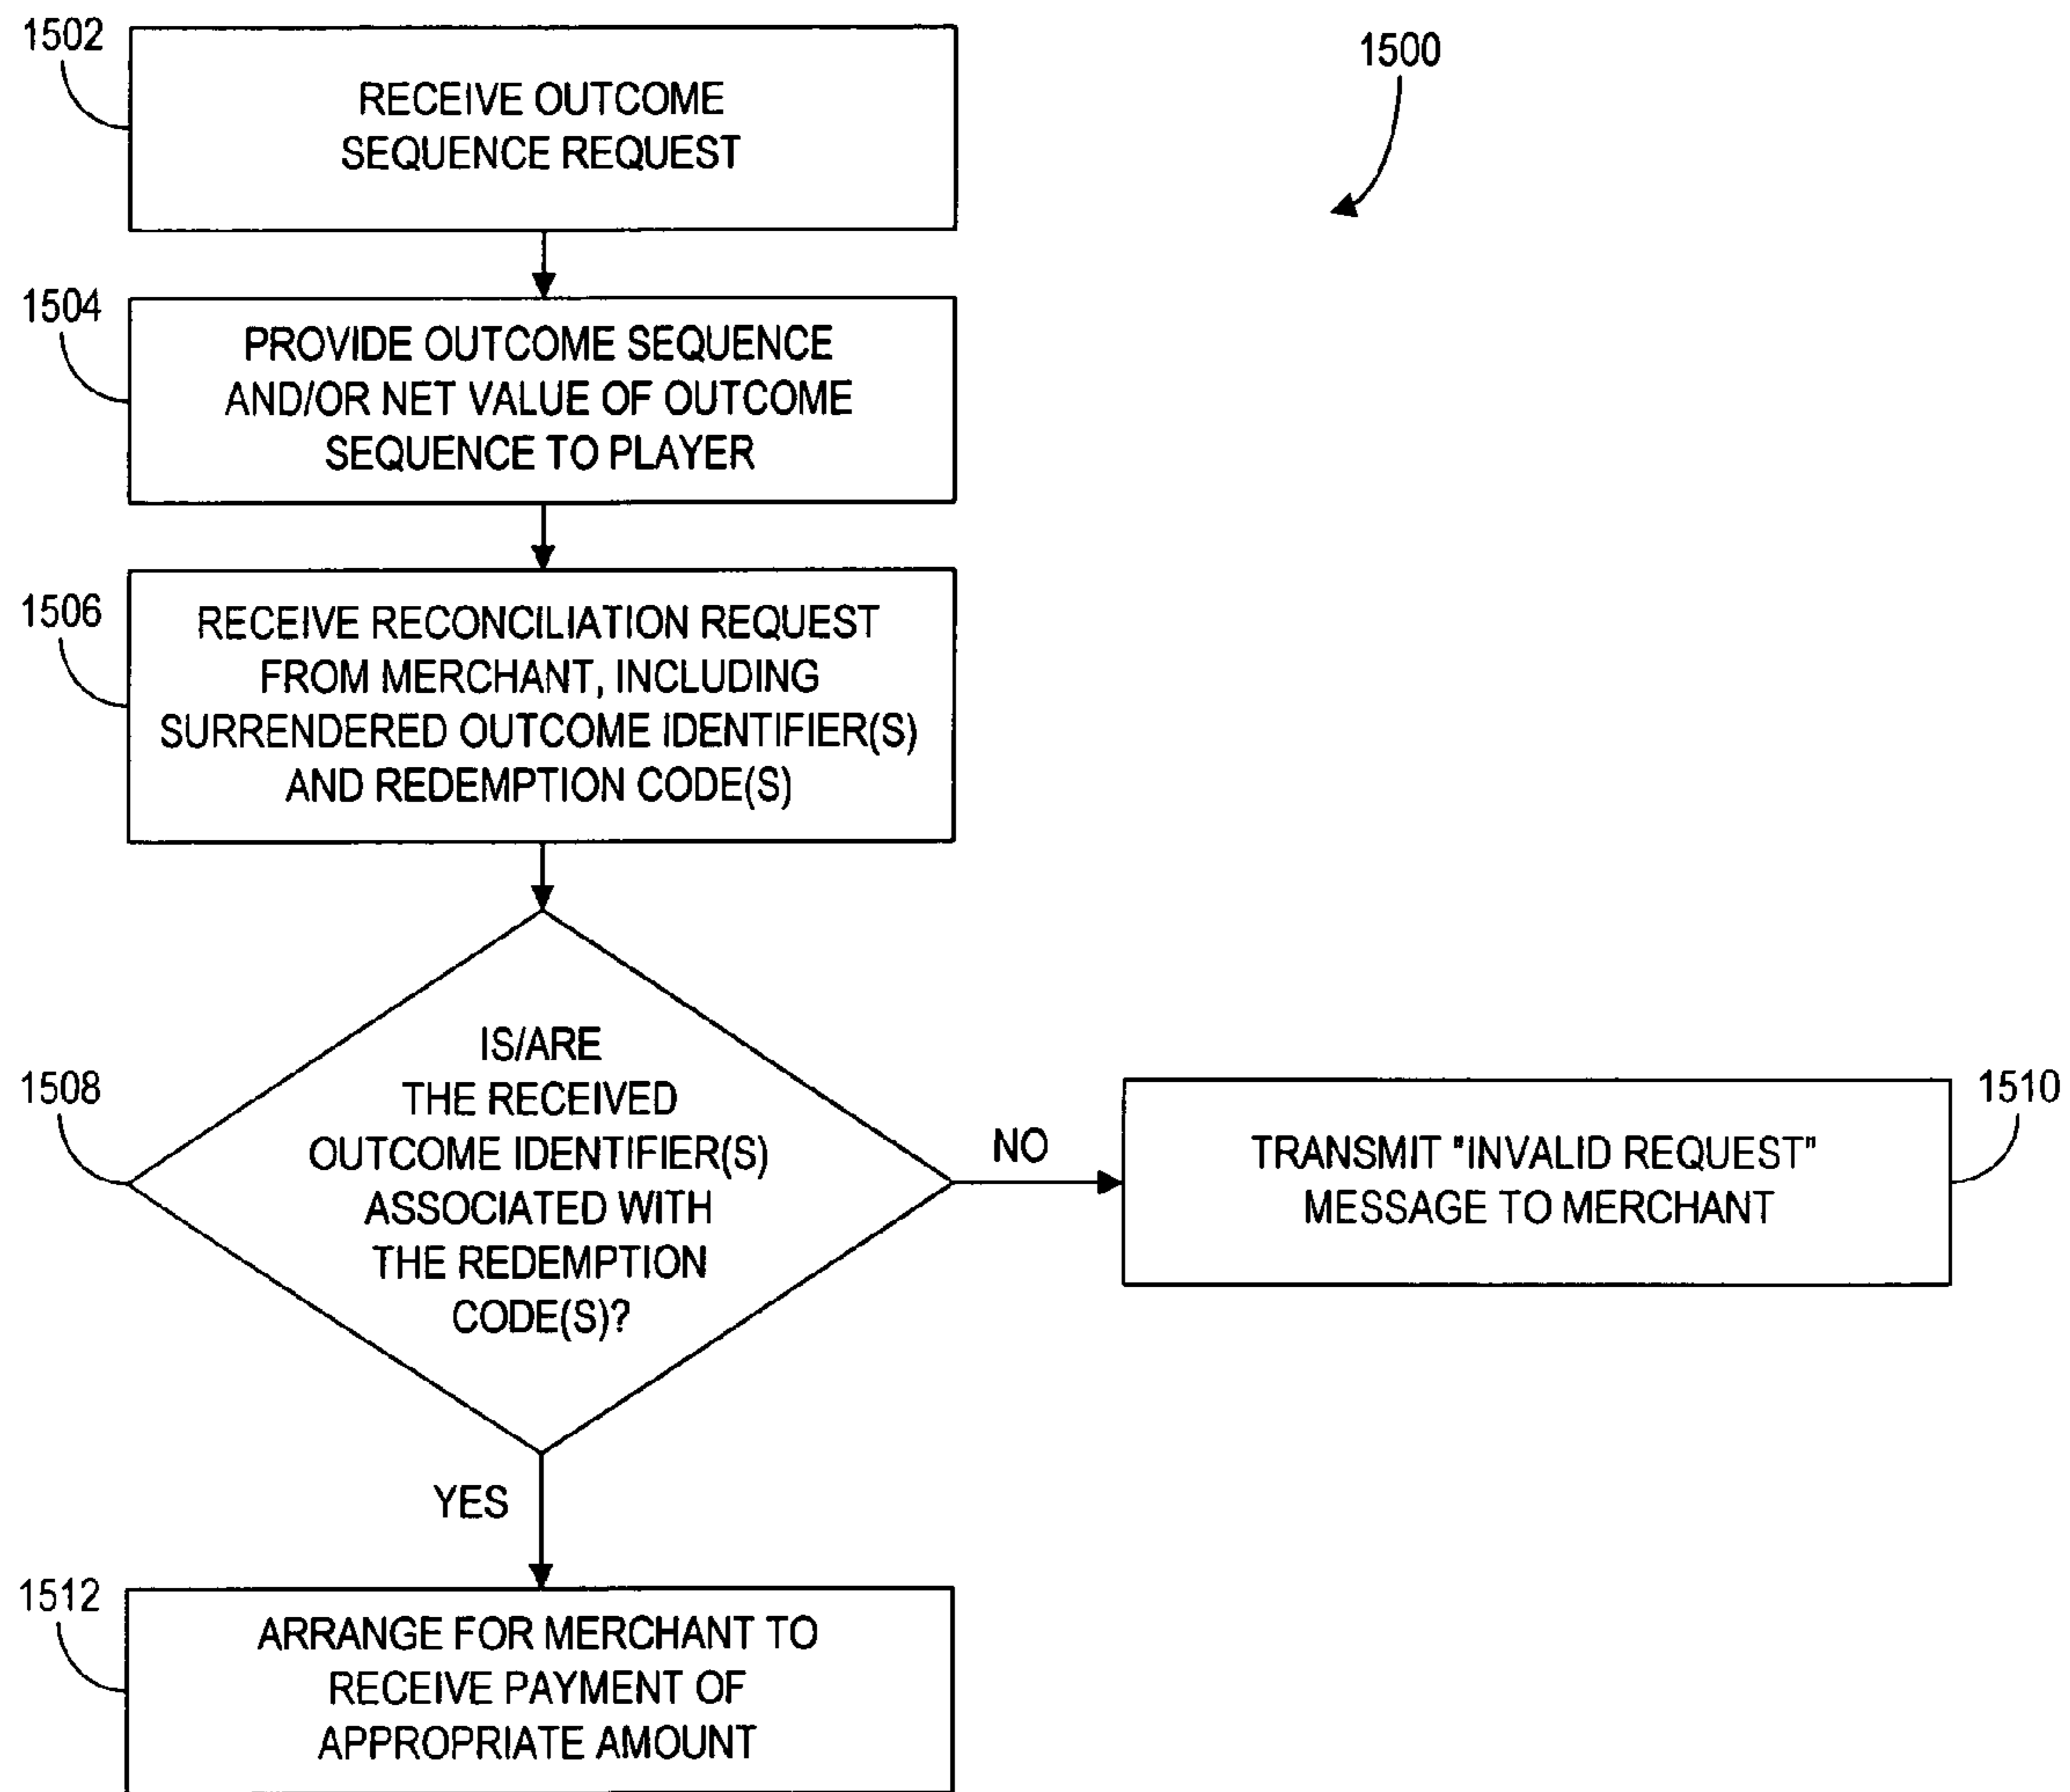 1502
1500
RECEIVE OUTCOME
SEQUENCE REQUEST
1504
PROVIDE OUTCOME SEQUENCE
AND/OR NET VALUE OF OUTCOME
SEQUENCE TO PLAYER
1506
RECEIVE RECONCILIATION REQUEST
FROM MERCHANT, INCLUDING
SURRENDERED OUTCOME IDENTIFIER(S)
AND REDEMPTION CODE(S)
1508
IS/ARE
THE RECEIVED
OUTCOME IDENTIFIER(S)
ASSOCIATED WITH
THE REDEMPTION
CODE(S)?
NO
1510
TRANSMIT "INVALID REQUEST"
MESSAGE TO MERCHANT
YES
1512
ARRANGE FOR MERCHANT TO
RECEIVE PAYMENT OF
APPROPRIATE AMOUNT